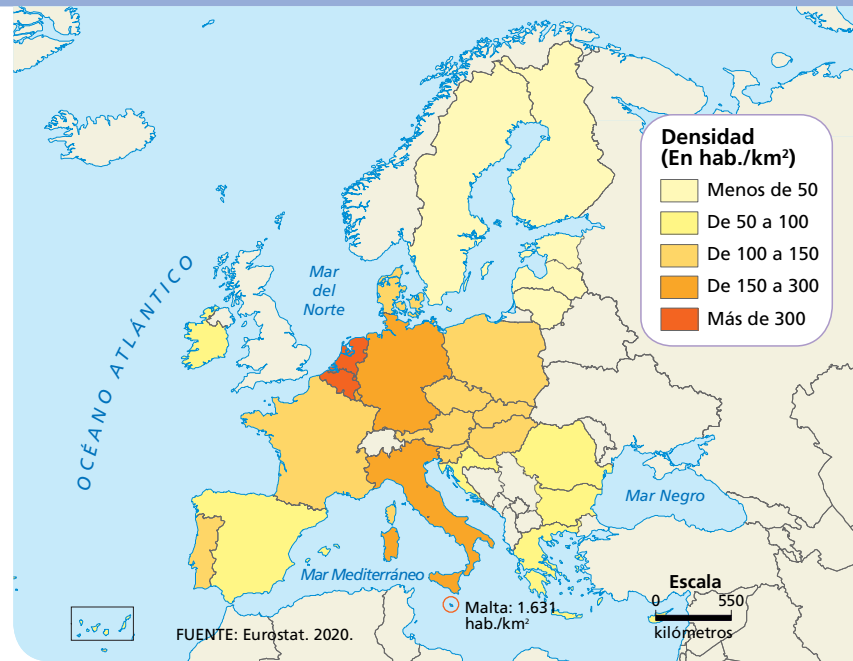 Densidad
(En hab./km²)
Menos de 50
De 50 a 100
De 100 a 150
De 150 a 300
Más de 300
OCÉANO ATLÁNTICO
Mar
del
Norte
Mar Negro
Mar Mediterráneo
Malta: 1.631
hab./km²
Escala
0 550
kilómetros
FUENTE: Eurostat. 2020.